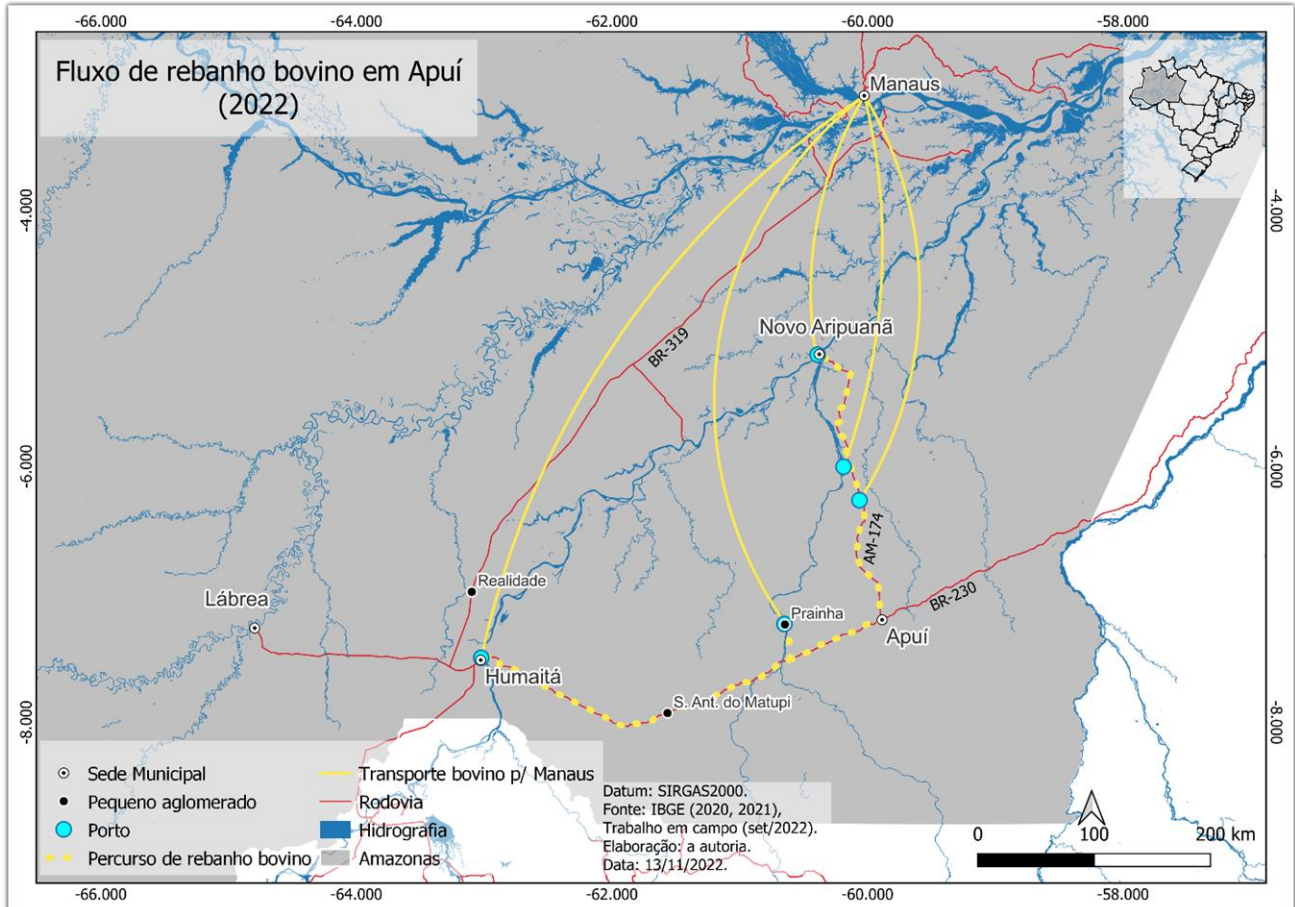 -66.000 -64.000 -62.000 -60.000 -58.000
Fluxo de rebanho bovino em Apuí
(2022)
Manaus
-4.000 -4.000
Novo Aripuanã
BR-319
-6.000 -6.000
AM-174
Realidade
BR-230
Lábrea
Prainha
Apuí
Humaitá
S. Ant. do Matupi
-8.000 -8.000
Sede Municipal
Pequeno aglomerado
Porto
Percurso de rebanho bovino
Transporte bovino p/ Manaus
Rodovia
Hidrografia
Amazonas
Datum: SIRGAS2000.
Fonte: IBGE (2020, 2021),
Trabalho em campo (set/2022).
Elaboração: a autoria.
Data: 13/11/2022.
0 100 200 km
-66.000 -64.000 -62.000 -60.000 -58.000